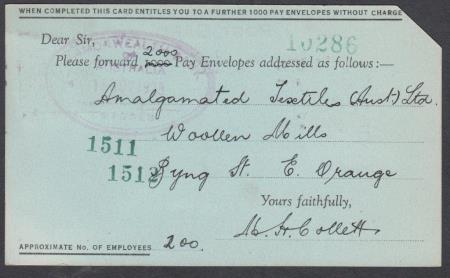 WHEN COMPLETED THIS CARD ENTITLES YOU TO A FURTHER 1000 PAY ENVELOPES WITHOUT CHARGE
Dear Sir,
10286
2000
Please forward 1000 Pay Envelopes addressed as follows:—
Amalgamated Textiles (Aust) Ltd.
Woollen Mills
1511
1512
Byng St. E. Orange
Yours faithfully,
Collett
APPROXIMATE NO. OF EMPLOYEES 200.